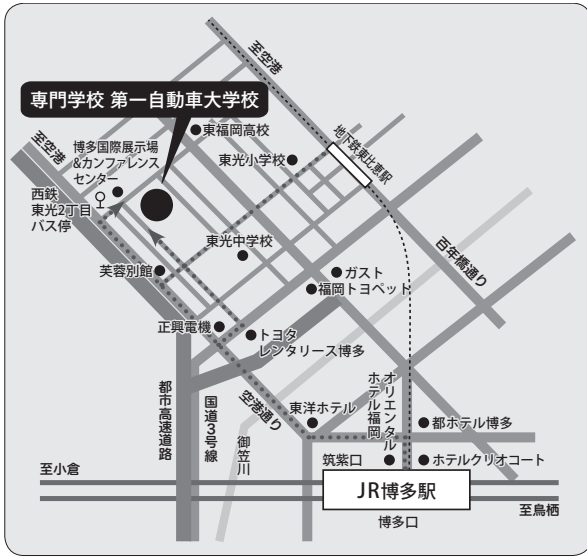 至空港
専門学校 第一自動車大学校
東福岡高校
地下鉄東比恵駅
至空港
博多国際展示場
&カンファレンス
センター
東光小学校
西鉄
東光2丁目
バス停
東光中学校
百年橋通り
芙蓉別館
ガスト
福岡トヨペット
正興電機
トヨタ
レンタリース博多
都市高速道路
国道3号線
空港通り
御笠川
東洋ホテル
オリエンタル
ホテル福岡
都ホテル博多
筑紫口
ホテルクリオコート
至小倉
JR博多駅
至鳥栖
博多口